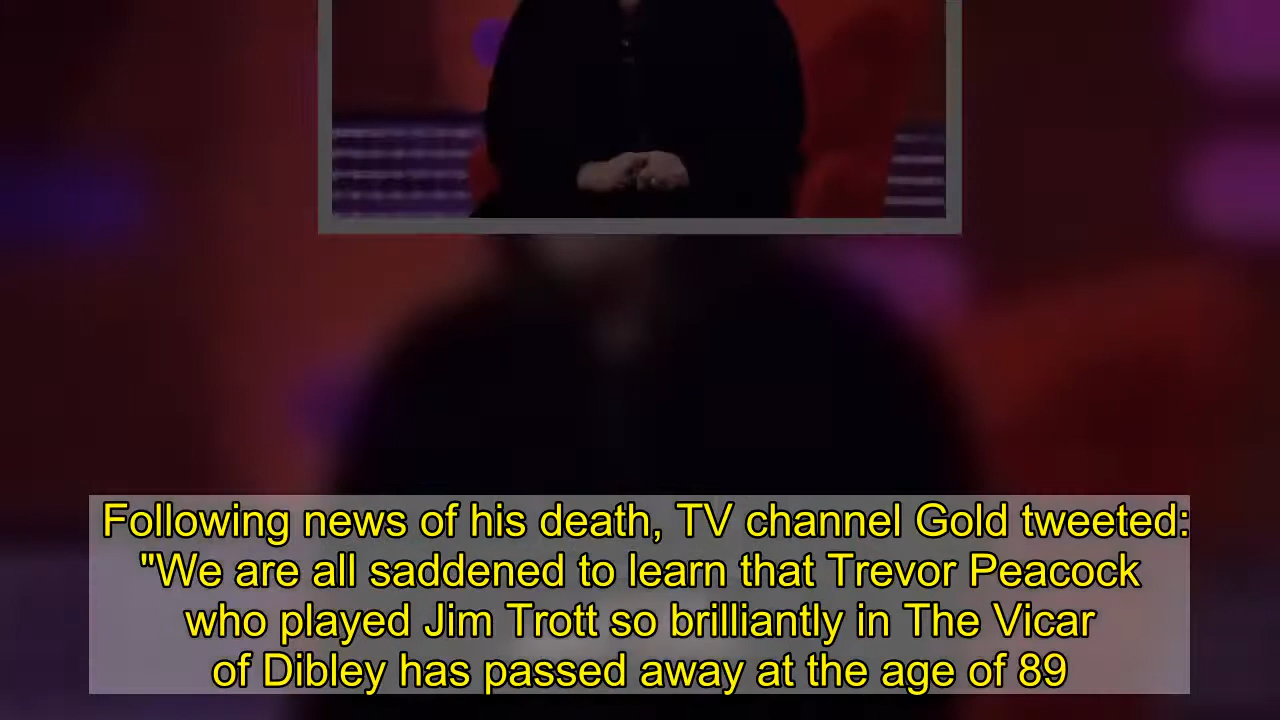 Following news of his death, TV channel Gold tweeted:
"We are all saddened to learn that Trevor Peacock
who played Jim Trott so brilliantly in The Vicar
of Dibley has passed away at the age of 89